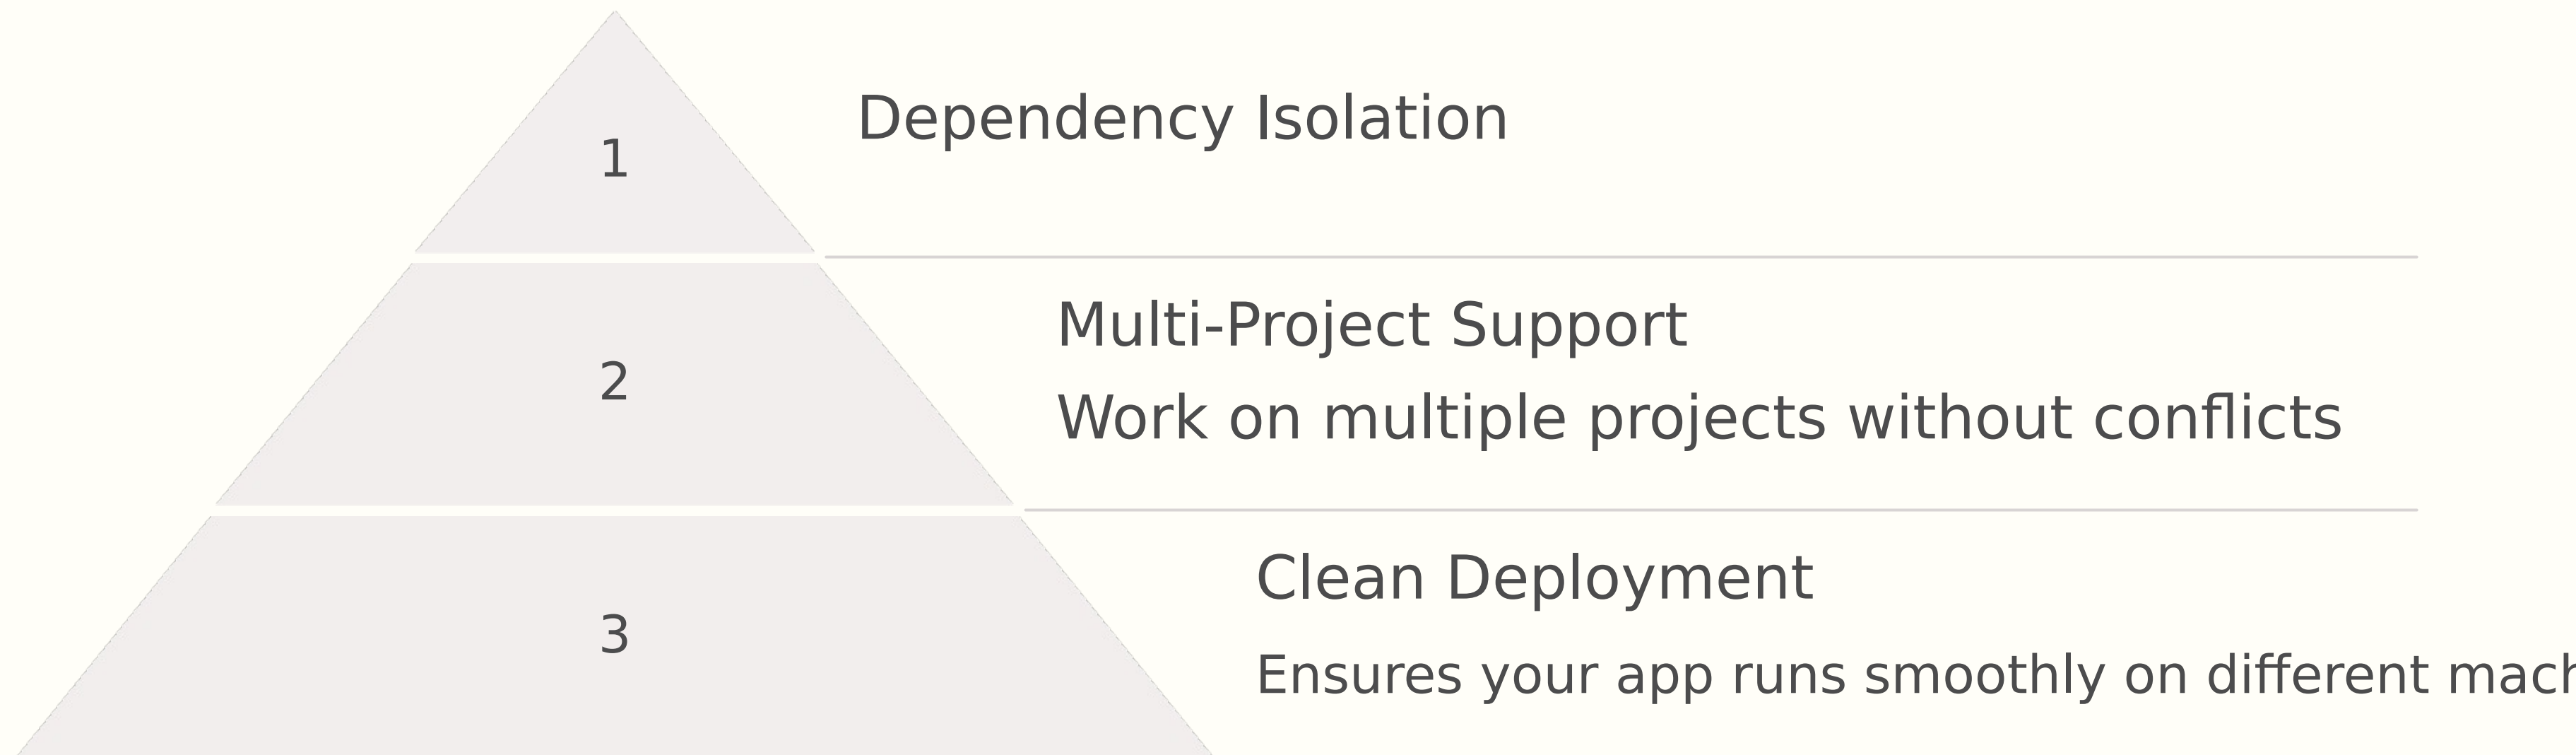 1
Dependency Isolation
2
Multi-Project Support
Work on multiple projects without conflicts
3
Clean Deployment
Ensures your app runs smoothly on different